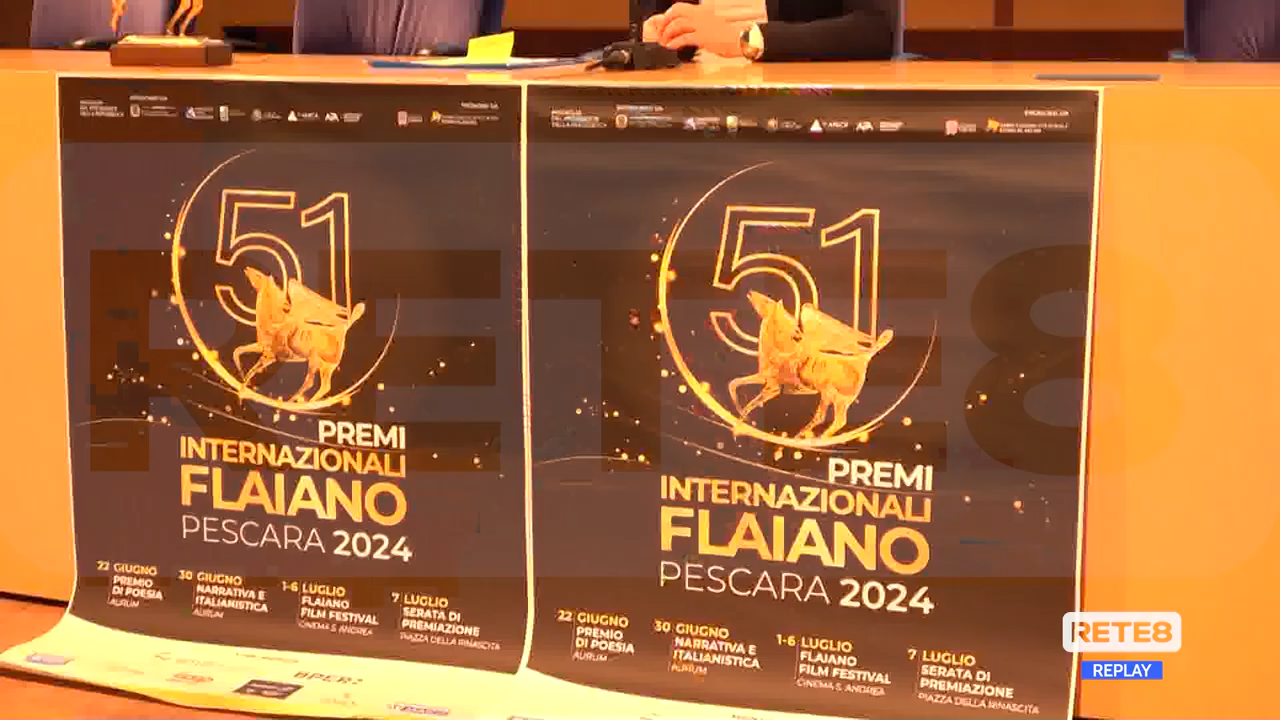 51
PREMI
INTERNAZIONALI
FLAIANO
PESCARA 2024
22 GIUGNO
PREMIO
DI POESIA
AURUM
30 GIUGNO
NARRATIVA E
ITALIANISTICA
AURUM
1-6 LUGLIO
FLAIANO
FILM FESTIVAL
CINEMA S. ANDREA
7 LUGLIO
SERATA DI
PREMIAZIONE
PIAZZA DELLA RINASCITA
BPER:
51
PREMI
INTERNAZIONALI
FLAIANO
PESCARA 2024
22 GIUGNO
PREMIO
DI POESIA
AURUM
30 GIUGNO
NARRATIVA E
ITALIANISTICA
AURUM
1-6 LUGLIO
FLAIANO
FILM FESTIVAL
CINEMA S. ANDREA
7 LUGLIO
SERATA DI
PREMIAZIONE
PIAZZA DELLA RINASCITA
RETE8
RETE8
REPLAY